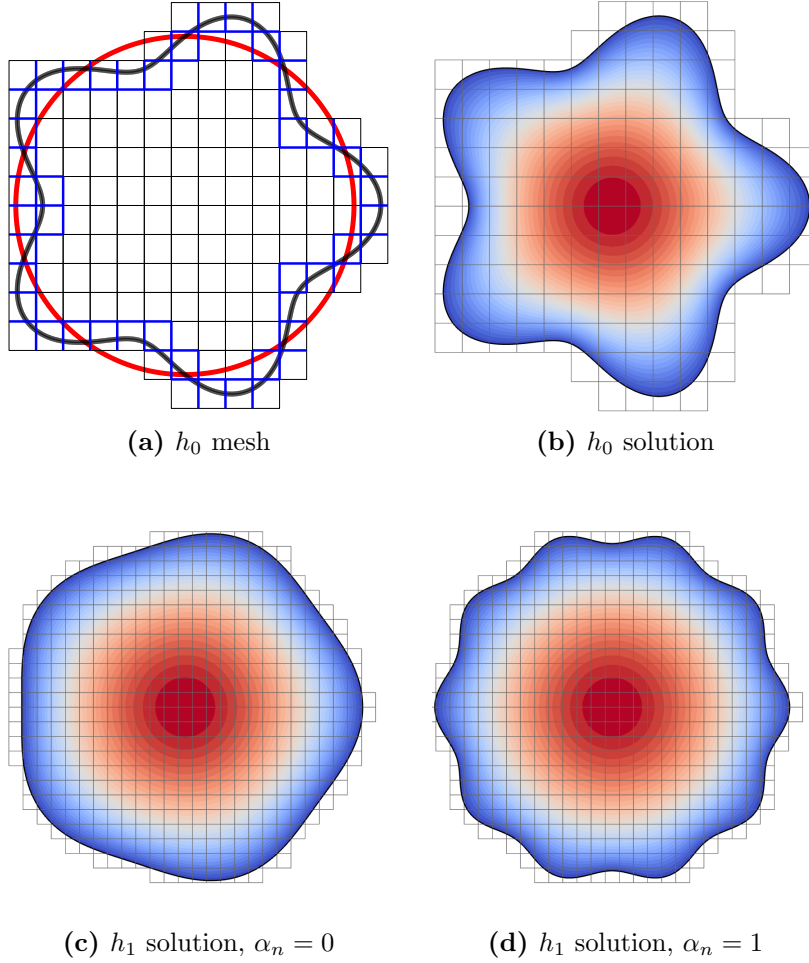 (a) h₀ mesh
(b) h₀ solution
(c) h₁ solution, αₙ = 0
(d) h₁ solution, αₙ = 1